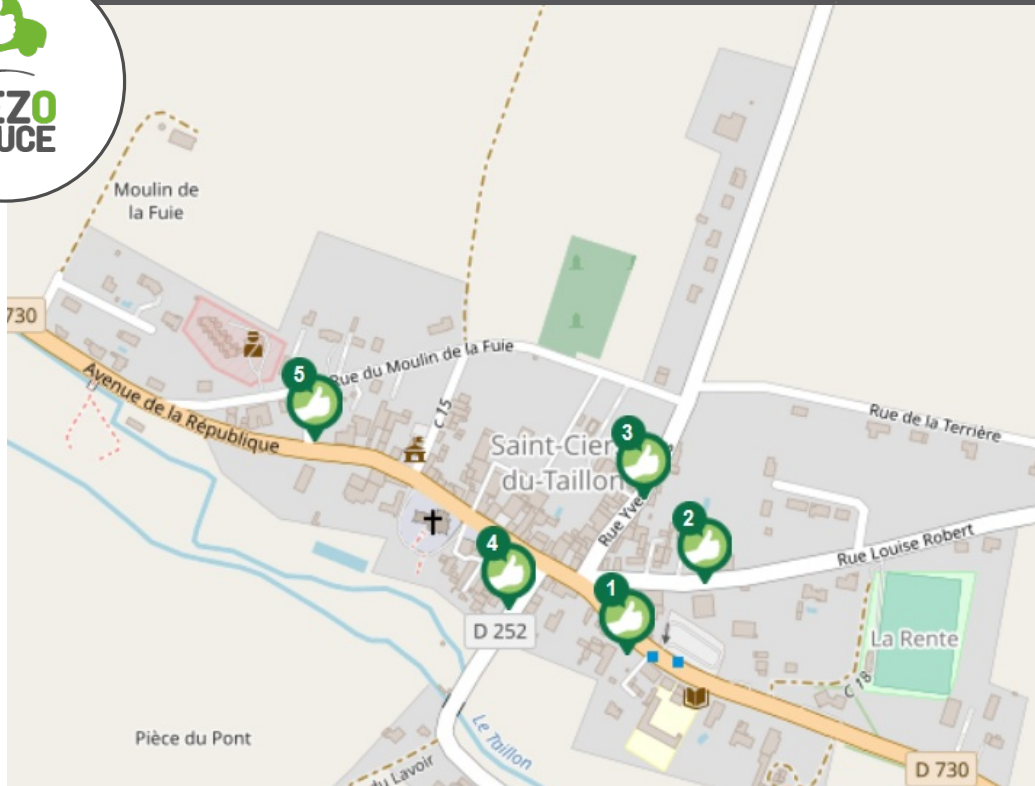 EZO
UCE
Moulin de
la Fuie
730
Avenue de la République
5
Rue du Moulin de la Fuie
C 15
Saint-Cier
du-Taillon
3
Rue Yve
2
Rue de la Terrière
Rue Louise Robert
4
1
D 252
La Rente
C 18
Le Taillon
Pièce du Pont
du Lavoir
D 730